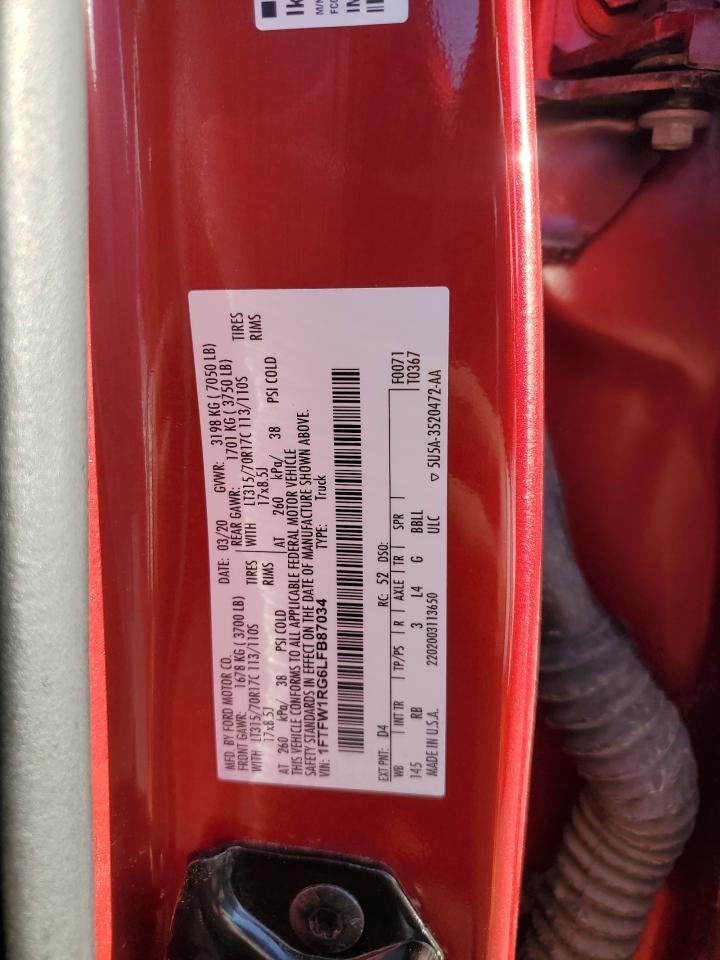 MFD. BY FORD MOTOR CO.
DATE: 03/20 GVWR: 3198 KG ( 7050 LB)
FRONT GAWR: 1678 KG ( 3700 LB)
REAR GAWR: 1701 KG ( 3750 LB)
WITH LT315/70R17C 113/110S TIRES
WITH LT315/70R17C 113/110S TIRES
17x8.5J RIMS
17x8.5J RIMS
AT 260 kPa/ 38 PSI COLD
AT 260 kPa/ 38 PSI COLD
THIS VEHICLE CONFORMS TO ALL APPLICABLE FEDERAL MOTOR VEHICLE
SAFETY STANDARDS IN EFFECT ON THE DATE OF MANUFACTURE SHOWN ABOVE.
VIN: 1FTFW1RG6LFB87034 TYPE: Truck
EXT PNT: D4 RC: 52 DSO: F0071
WB INT TR TP/PS R AXLE TR SPR T0367
145 RB 3 L4 G BBLL
MADE IN U.S.A. 2202003113650 ULC ▽ 5U5A-3520472-AA